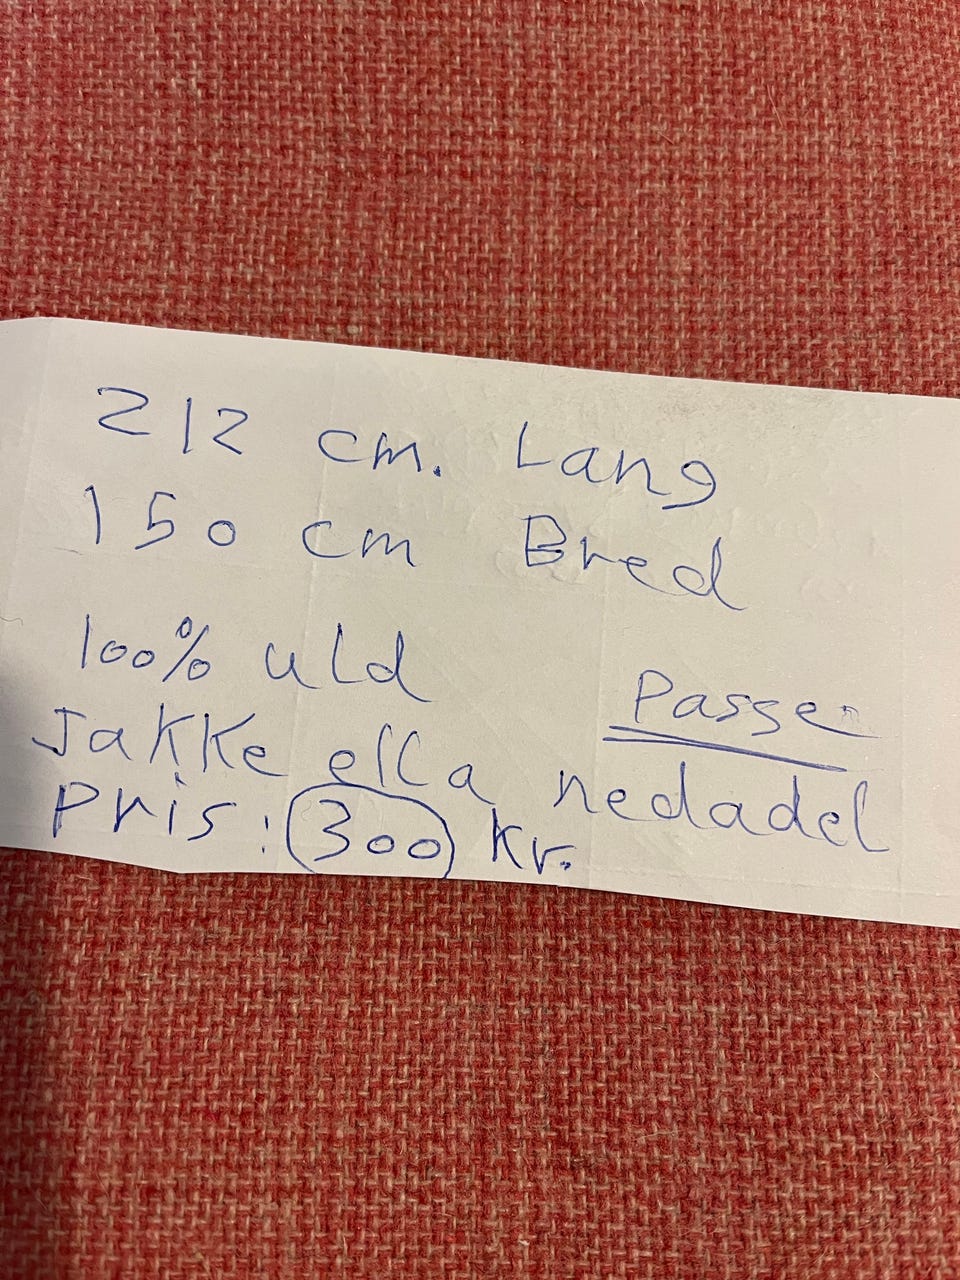 212 cm. Lang
150 cm Bred
100% uld
Passer
Jakke ella nedadel
Pris: 300 Kr.